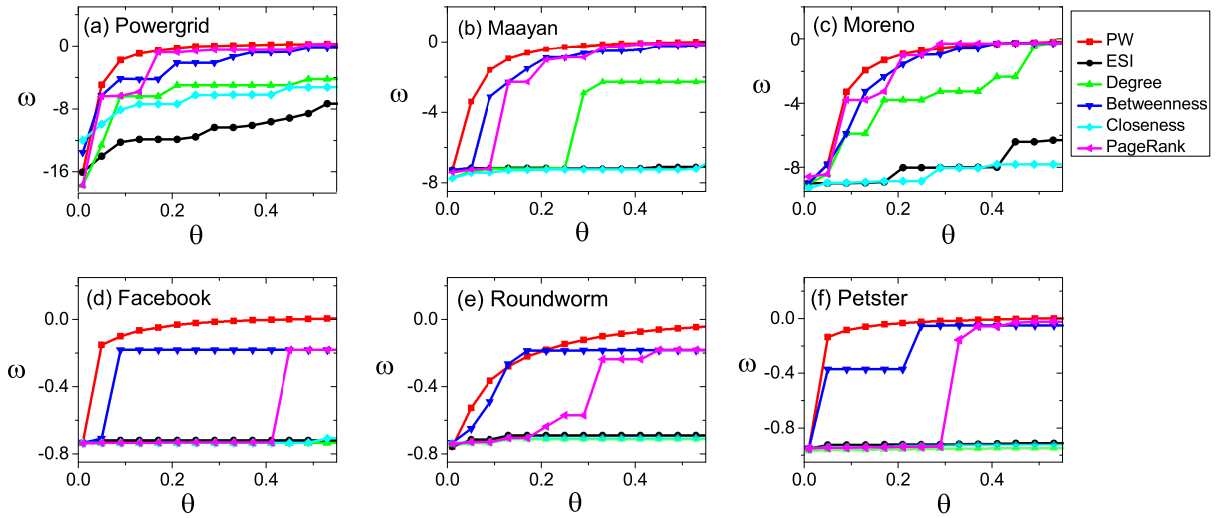 (a) Powergrid
0
-8
-16
ω
0.0 0.2 0.4
θ
(b) Maayan
0
-4
-8
ω
0.0 0.2 0.4
θ
(c) Moreno
0
-4
-8
ω
0.0 0.2 0.4
θ
PW
ESI
Degree
Betweenness
Closeness
PageRank
(d) Facebook
0.0
-0.4
-0.8
ω
0.0 0.2 0.4
θ
(e) Roundworm
0.0
-0.4
-0.8
ω
0.0 0.2 0.4
θ
(f) Petster
0.0
-0.4
-0.8
ω
0.0 0.2 0.4
θ